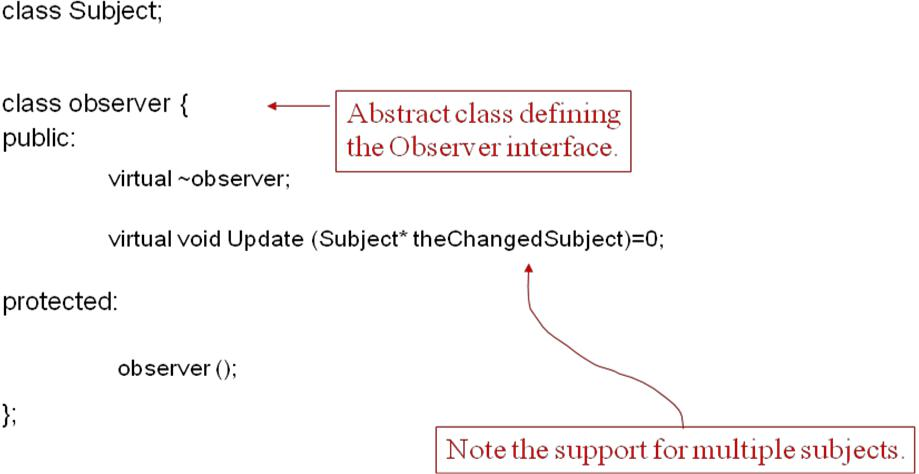 class Subject;
class observer {
Abstract class defining
the Observer interface.
public:
virtual ~observer;
virtual void Update (Subject* theChangedSubject)=0;
protected:
observer ();
};
Note the support for multiple subjects.